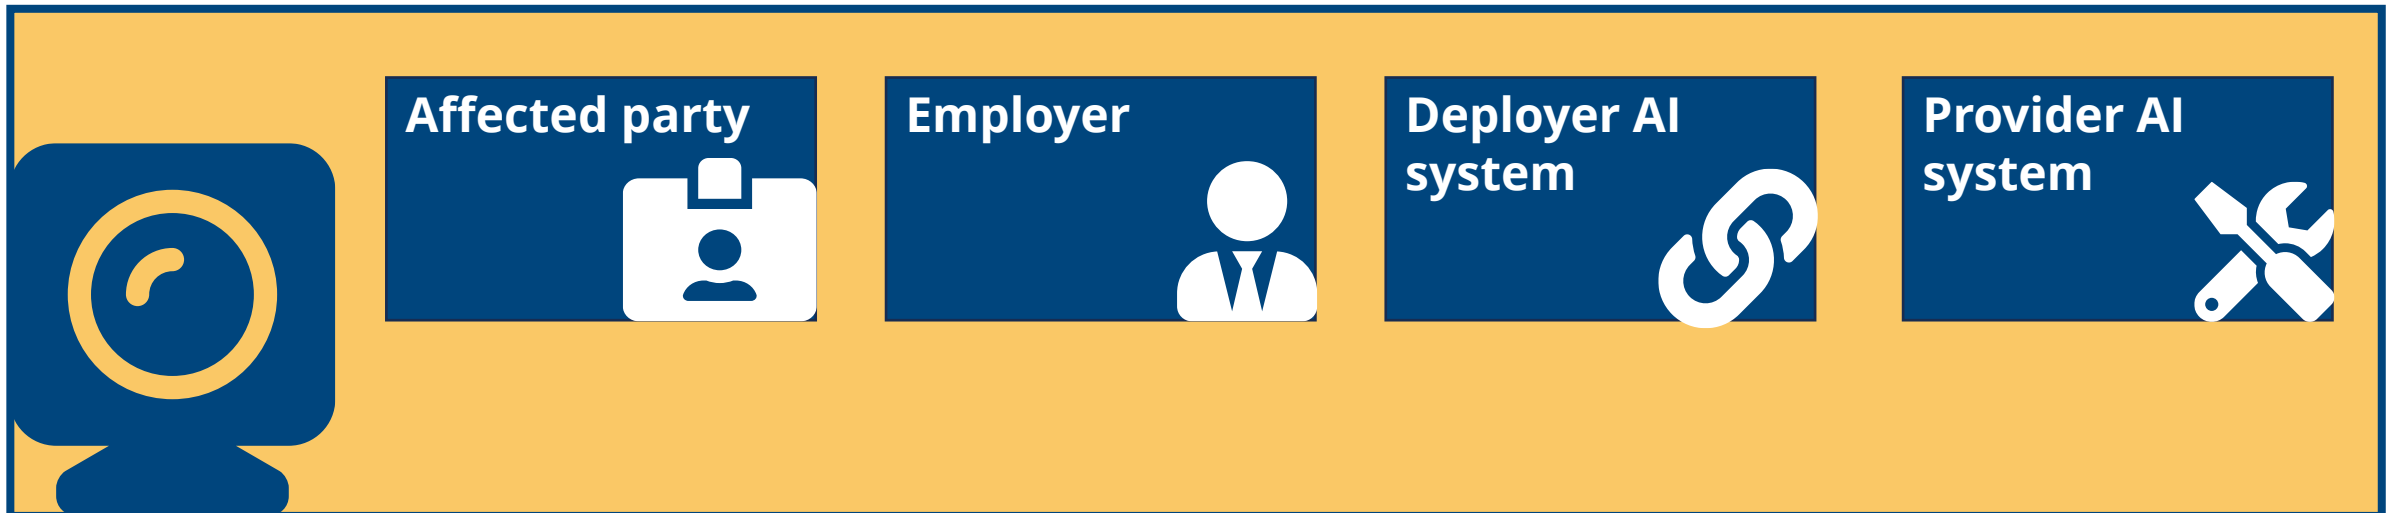 Affected party
Employer
Deployer AI
system
Provider AI
system